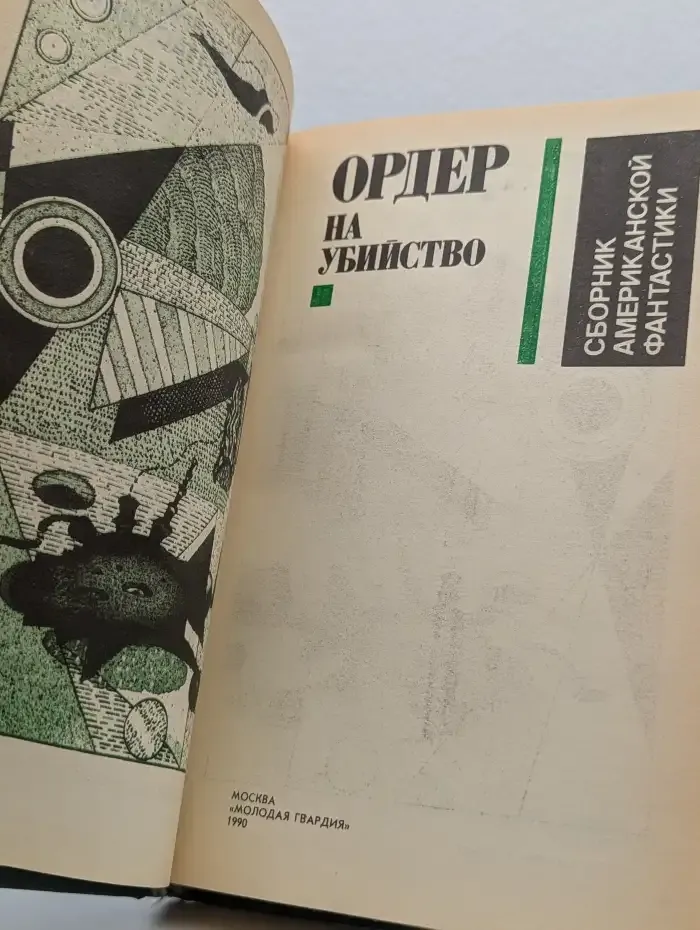 ОРДЕР
НА
УБИЙСТВО
СБОРНИК
АМЕРИКАНСКОЙ
ФАНТАСТИКИ
МОСКВА
«МОЛОДАЯ ГВАРДИЯ»
1990